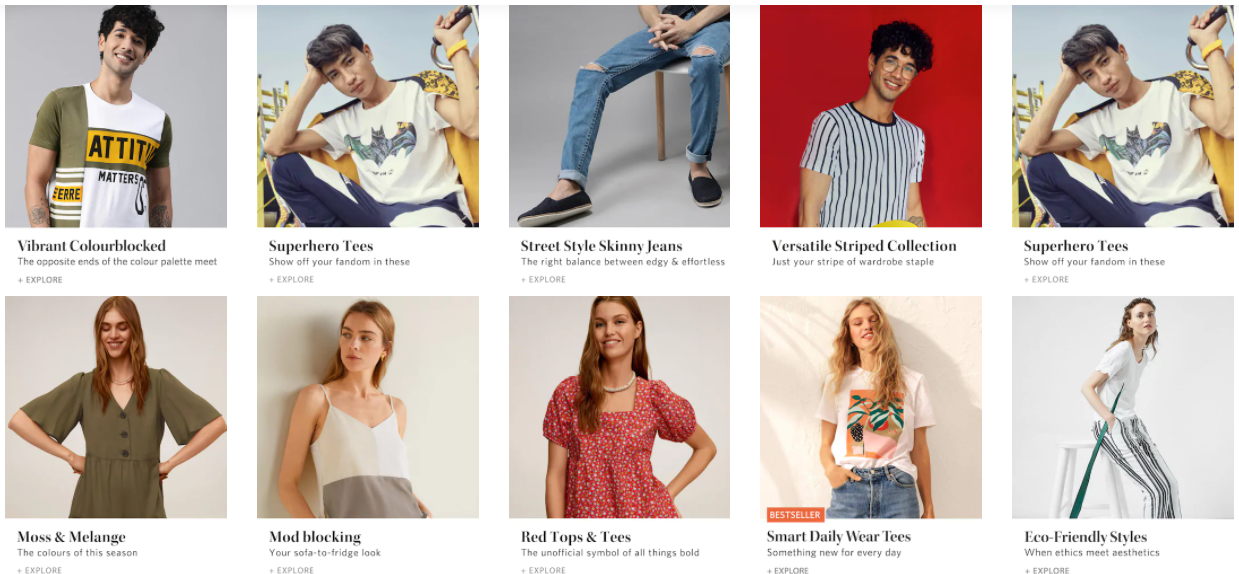 ATTIT
MATTERS
FERRE
Vibrant Colourblocked
The opposite ends of the colour palette meet
+ EXPLORE
Superhero Tees
Show off your fandom in these
+ EXPLORE
Street Style Skinny Jeans
The right balance between edgy & effortless
+ EXPLORE
Versatile Striped Collection
Just your stripe of wardrobe staple
+ EXPLORE
Superhero Tees
Show off your fandom in these
+ EXPLORE
Moss & Melange
The colours of this season
+ EXPLORE
Mod blocking
Your sofa-to-fridge look
+ EXPLORE
Red Tops & Tees
The unofficial symbol of all things bold
+ EXPLORE
BESTSELLER
Smart Daily Wear Tees
Something new for every day
+ EXPLORE
Eco-Friendly Styles
When ethics meet aesthetics
+ EXPLORE